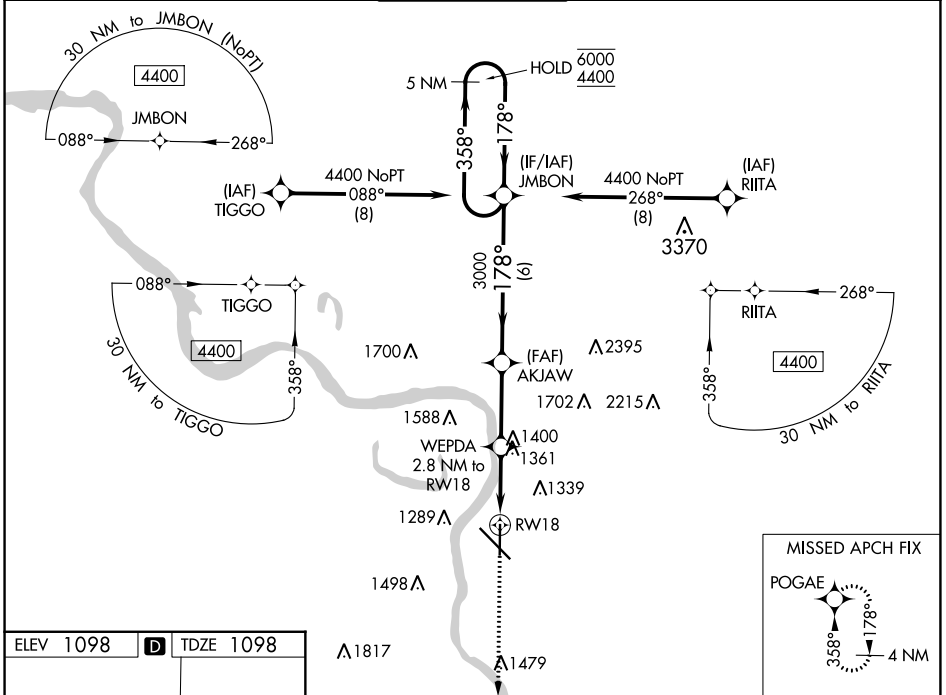 30 NM to JMBON (NoPT)
4400
JMBON
088°
268°
5 NM
HOLD 6000
4400
358°
178°
(IF/IAF)
JMBON
(IAF)
TIGGO
4400 NoPT
088°
(8)
4400 NoPT
268°
(8)
(IAF)
RIITA
3370
3000
178°
(6)
088°
TIGGO
4400
358°
30 NM to TIGGO
268°
RIITA
4400
358°
30 NM to RIITA
1700
(FAF)
AKJAW
2395
1702
2215
1588
WEPDA
2.8 NM to
RW18
1400
1361
1339
1289
RW18
1498
MISSED APCH FIX
POGAE
358°
178°
4 NM
ELEV 1098
D
TDZE 1098
1817
1479